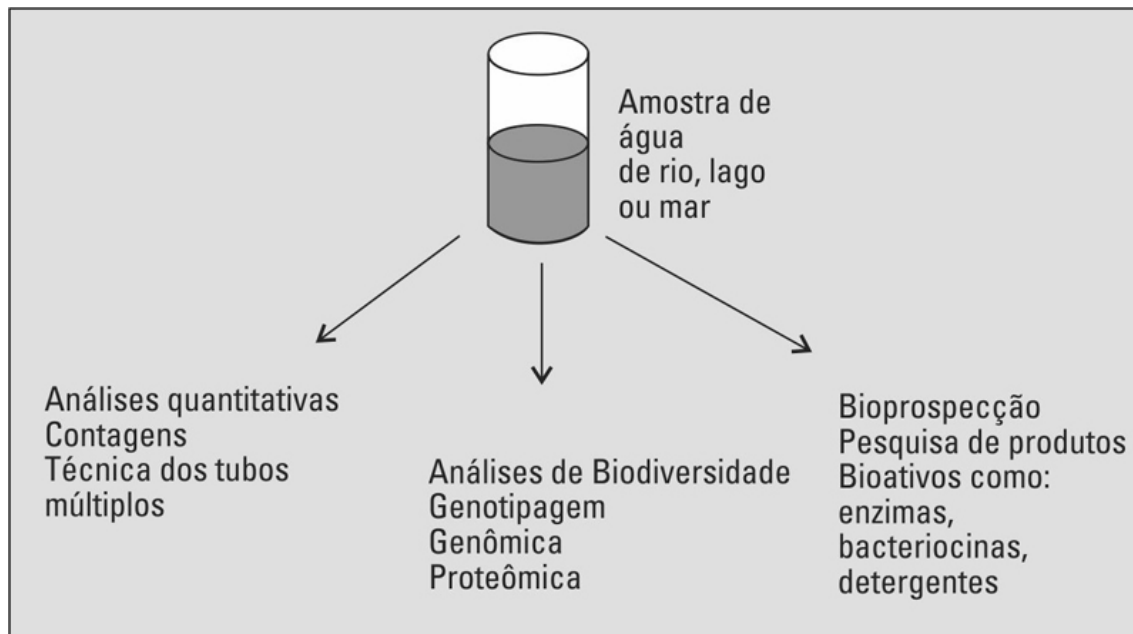 Amostra de
água
de rio, lago
ou mar
Análises quantitativas
Contagens
Técnica dos tubos
múltiplos
Análises de Biodiversidade
Genotipagem
Genômica
Proteômica
Bioprospecção
Pesquisa de produtos
Bioativos como:
enzimas,
bacteriocinas,
detergentes